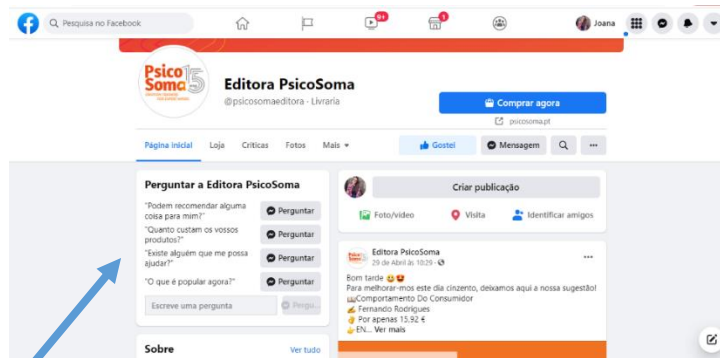 Pesquisa no Facebook
9+
1
Joana
Psico
Soma
15
Editora PsicoSoma
@psicosomaeditora · Livraria
Comprar agora
psicosoma.pt
Página inicial Loja Críticas Fotos Mais
Gostei
Mensagem
Perguntar a Editora PsicoSoma
"Podem recomendar alguma
coisa para mim?"
Perguntar
"Quanto custam os vossos
produtos?"
Perguntar
"Existe alguém que me possa
ajudar?"
Perguntar
"O que é popular agora?"
Perguntar
Escreve uma pergunta
Pergu...
Sobre
Ver tudo
Criar publicação
Foto/vídeo
Visita
Identificar amigos
Editora PsicoSoma
29 de Abril às 10:29 ·
Bom tarde
Para melhorar-mos este dia cinzento, deixamos aqui a nossa sugestão!
Comportamento Do Consumidor
Fernando Rodrigues
Por apenas 15,92 €
EN... Ver mais